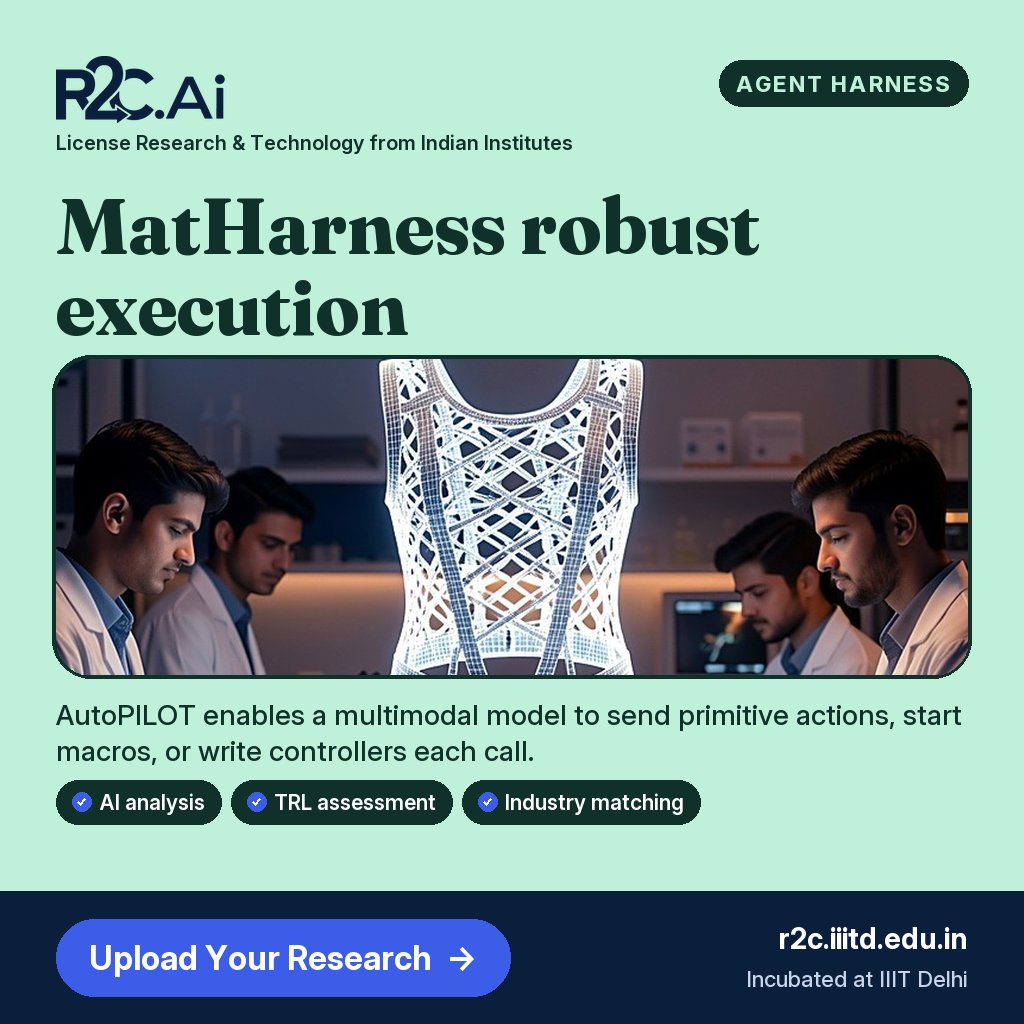 R2C.Ai
AGENT HARNESS
License Research & Technology from Indian Institutes
MatHarness robust
execution
AutoPILOT enables a multimodal model to send primitive actions, start
macros, or write controllers each call.
AI analysis
TRL assessment
Industry matching
Upload Your Research →
r2c.iiitd.edu.in
Incubated at IIIT Delhi